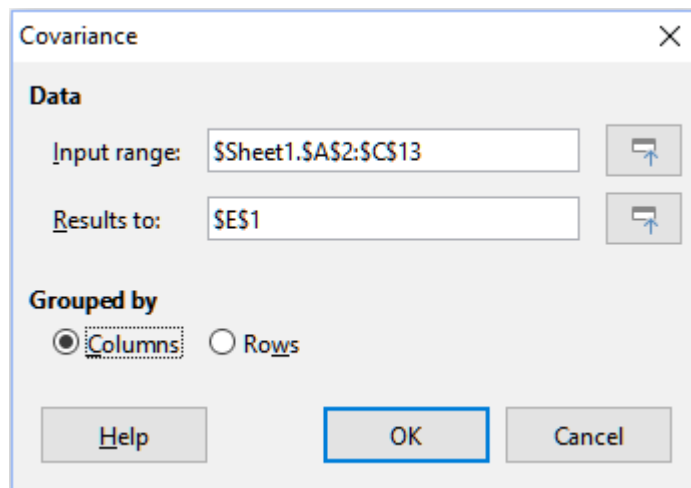 Covariance
Data
Input range: $Sheet1.$A$2:$C$13
Results to: $E$1
Grouped by
Columns Rows
Help OK Cancel